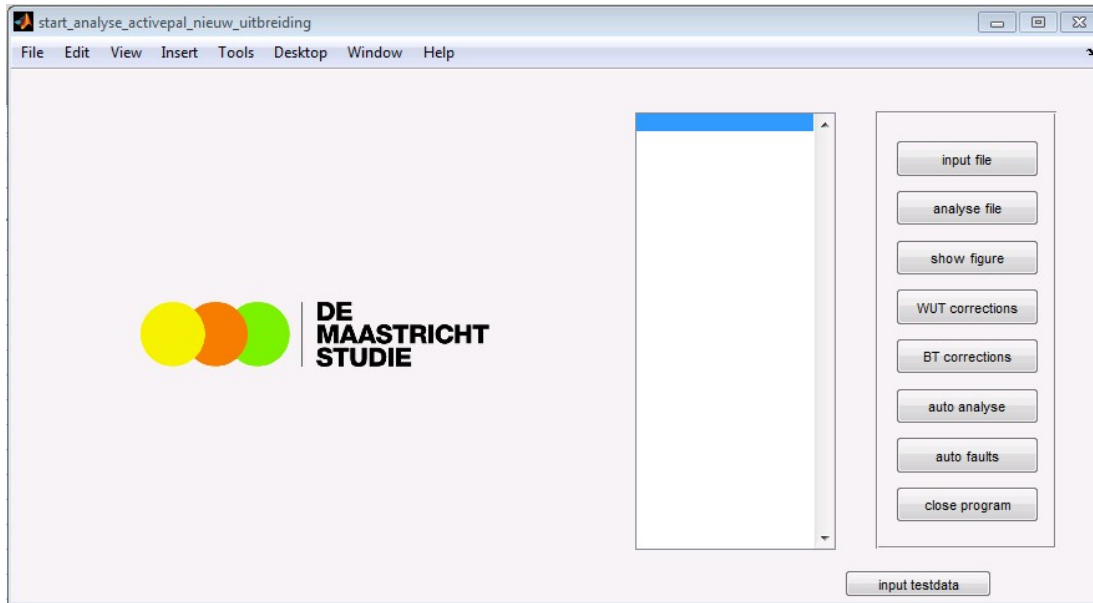 start_analyse_activepal_nieuw_uitbreiding
File Edit View Insert Tools Desktop Window Help
DE
MAASTRICHT
STUDIE
input file
analyse file
show figure
WUT corrections
BT corrections
auto analyse
auto faults
close program
input testdata